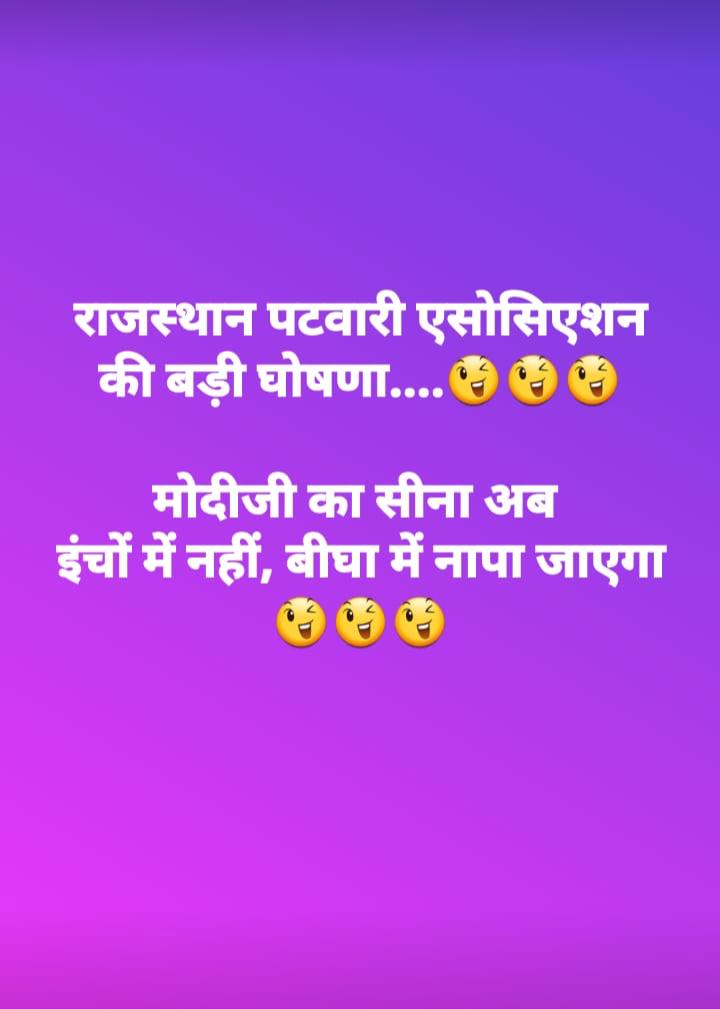 राजस्थान पटवारी एसोसिएशन
की बड़ी घोषणा....😉😉😉
मोदीजी का सीना अब
इंचों में नहीं, बीघा में नापा जाएगा
😉😉😉